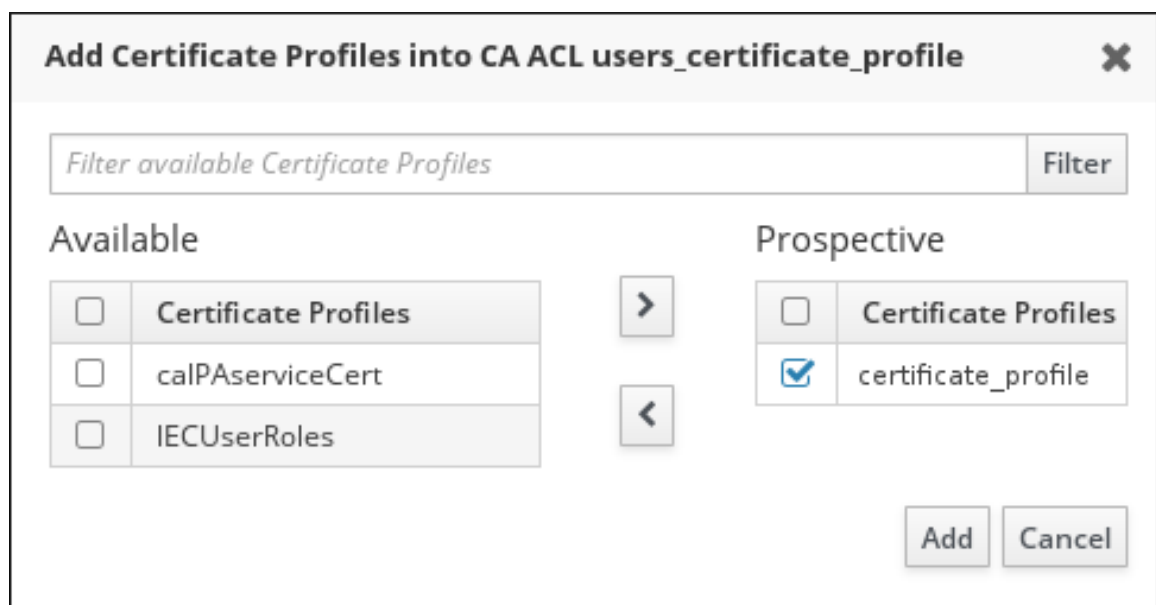 Add Certificate Profiles into CA ACL users_certificate_profile
Filter available Certificate Profiles
Filter
Available
Prospective
Certificate Profiles
Certificate Profiles
caIPAserviceCert
certificate_profile
IECUserRoles
Add
Cancel